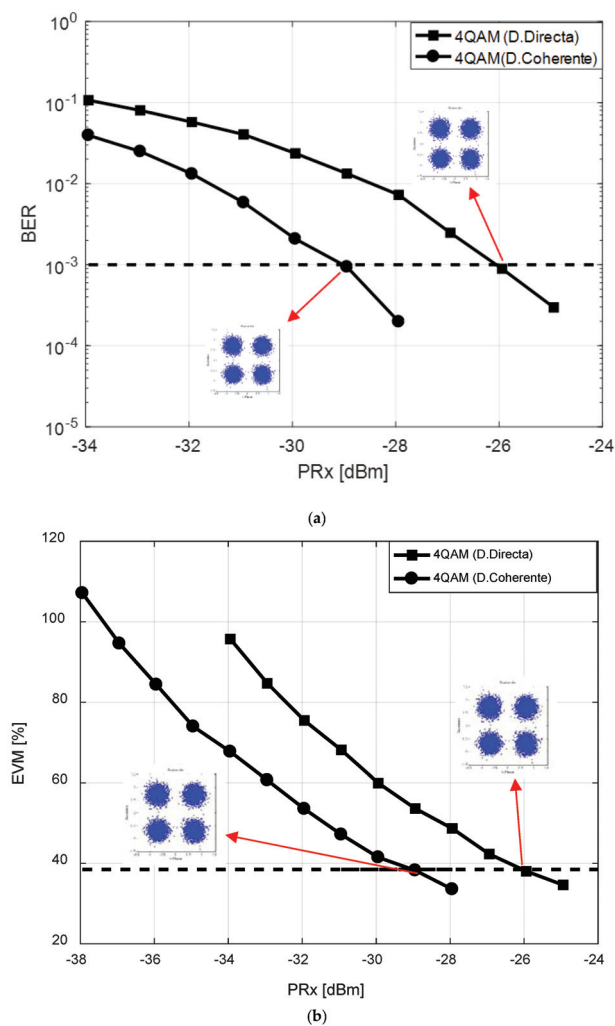 10^0
10^-1
10^-2
10^-3
10^-4
10^-5
BER
4QAM (D.Directa)
4QAM(D.Coherente)
-34
-32
-30
-28
-26
-24
PRx [dBm]
(a)
120
100
80
60
40
20
EVM [%]
4QAM (D.Directa)
4QAM (D.Coherente)
-38
-36
-34
-32
-30
-28
-26
-24
PRx [dBm]
(b)